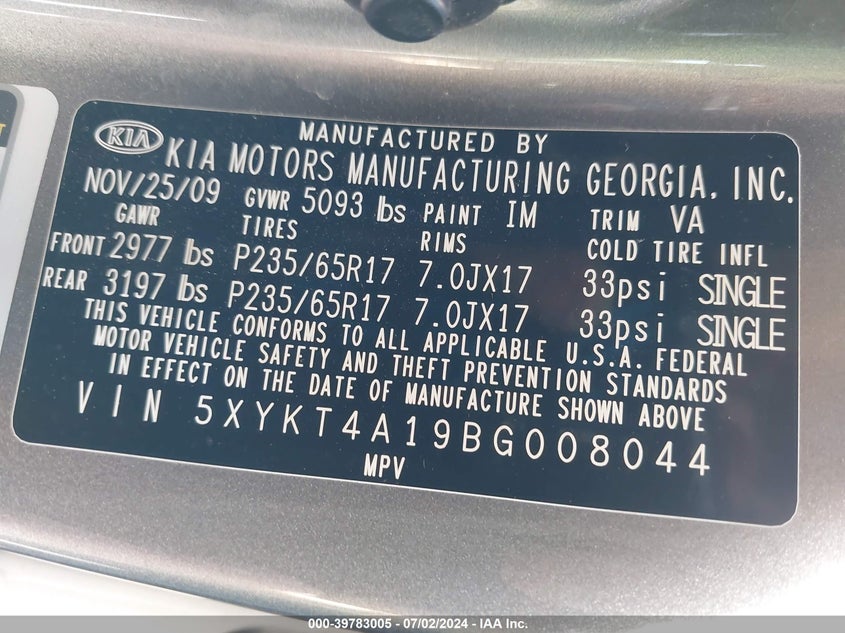 MANUFACTURED BY
KIA KIA MOTORS MANUFACTURING GEORGIA, INC.
NOV/25/09 GVWR 5093 lbs PAINT IM TRIM VA
GAWR TIRES RIMS COLD TIRE INFL
FRONT 2977 lbs P235/65R17 7.0JX17 33psi SINGLE
REAR 3197 lbs P235/65R17 7.0JX17 33psi SINGLE
THIS VEHICLE CONFORMS TO ALL APPLICABLE U.S.A. FEDERAL
MOTOR VEHICLE SAFETY AND THEFT PREVENTION STANDARDS
IN EFFECT ON THE DATE OF MANUFACTURE SHOWN ABOVE
VIN 5XYKT4A19BG008044
MPV
000-39783005 - 07/02/2024 - IAA Inc.